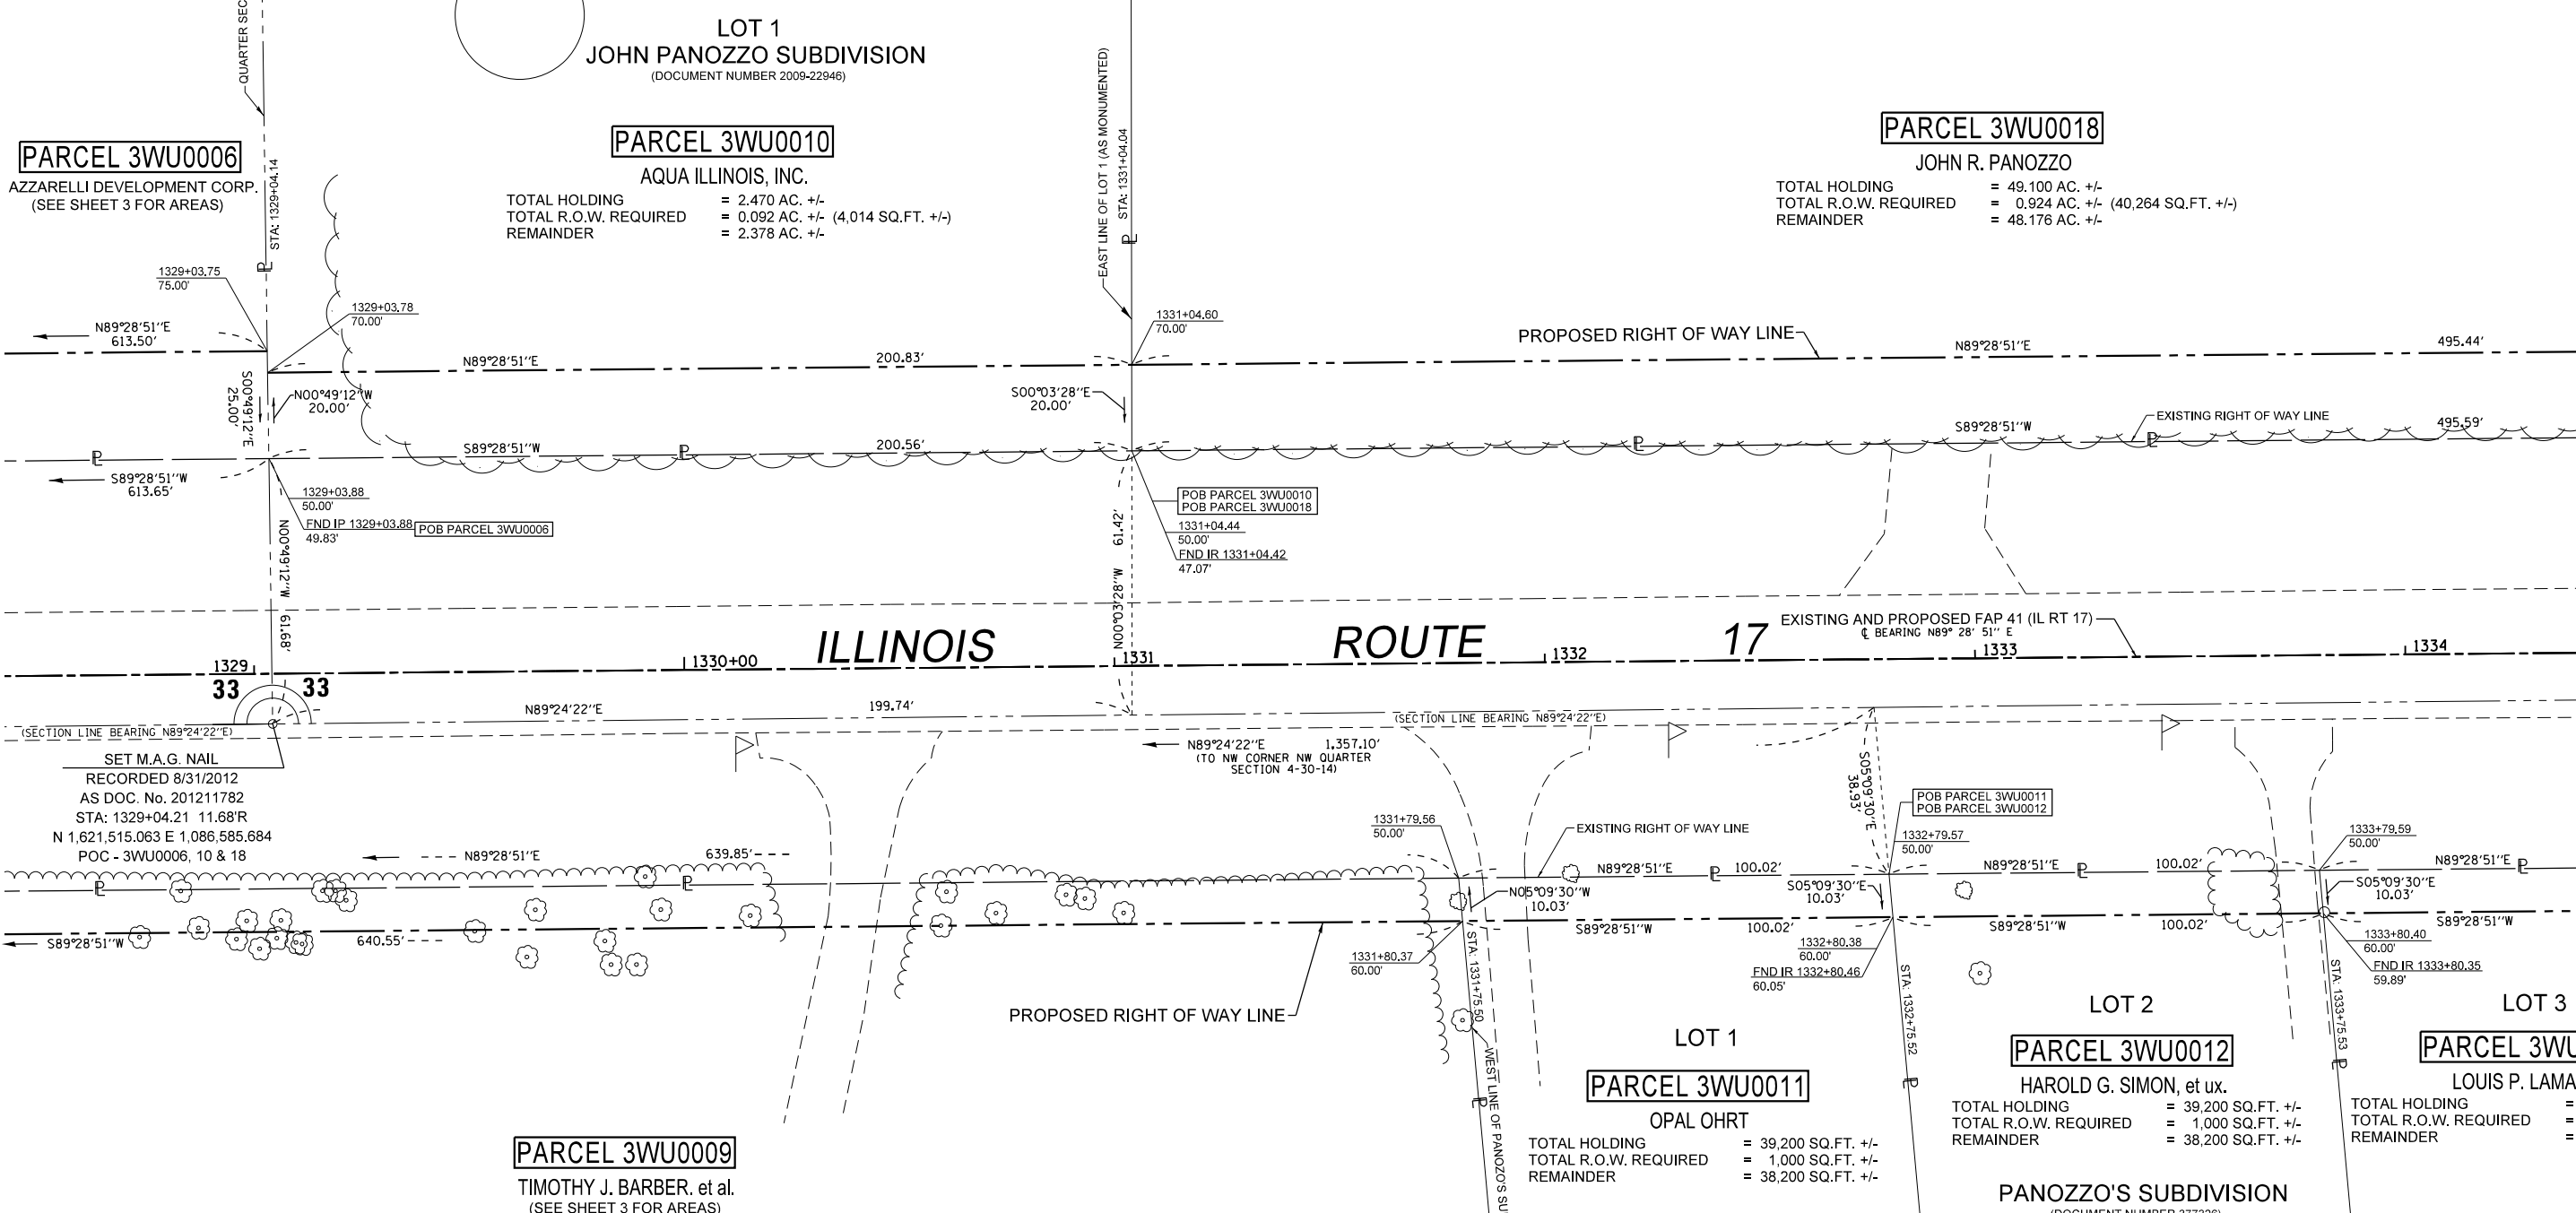 QUARTER SEC
LOT 1
JOHN PANOZZO SUBDIVISION
(DOCUMENT NUMBER 2009-22946)
PARCEL 3WU0006
AZZARELLI DEVELOPMENT CORP.
(SEE SHEET 3 FOR AREAS)
STA: 1329+04.14
PARCEL 3WU0010
AQUA ILLINOIS, INC.
TOTAL HOLDING = 2.470 AC. +/-
TOTAL R.O.W. REQUIRED = 0.092 AC. +/- (4,014 SQ.FT. +/-)
REMAINDER = 2.378 AC. +/-
EAST LINE OF LOT 1 (AS MONUMENTED)
STA: 1331+04.04
PARCEL 3WU0018
JOHN R. PANOZZO
TOTAL HOLDING = 49.100 AC. +/-
TOTAL R.O.W. REQUIRED = 0.924 AC. +/- (40,264 SQ.FT. +/-)
REMAINDER = 48.176 AC. +/-
PL
PL
1329+03.75
75.00'
1329+03.78
70.00'
1331+04.60
70.00'
N89°28'51"E
613.50'
N89°28'51"E 200.83'
PROPOSED RIGHT OF WAY LINE
N89°28'51"E 495.44'
S00°49'12"E
25.00'
N00°49'12"W
20.00'
S00°03'28"E
20.00'
EXISTING RIGHT OF WAY LINE
PL
S89°28'51"W PL 200.56'
PL
S89°28'51"W PL 495.59'
S89°28'51"W
613.65'
1329+03.88
50.00'
FND IP 1329+03.88
49.83'
POB PARCEL 3WU0006
POB PARCEL 3WU0010
POB PARCEL 3WU0018
1331+04.44
50.00'
FND IR 1331+04.42
47.07'
N00°49'12"W 61.68'
N00°03'28"W 61.42'
ILLINOIS ROUTE 17
EXISTING AND PROPOSED FAP 41 (IL RT 17)
CL BEARING N89° 28' 51" E
1329 1330+00 1331 1332 1333 1334
33 33
N89°24'22"E 199.74'
(SECTION LINE BEARING N89°24'22"E)
(SECTION LINE BEARING N89°24'22"E)
N89°24'22"E 1,357.10'
(TO NW CORNER NW QUARTER
SECTION 4-30-14)
SET M.A.G. NAIL
RECORDED 8/31/2012
AS DOC. No. 201211782
STA: 1329+04.21 11.68'R
N 1,621,515.063 E 1,086,585.684
POC - 3WU0006, 10 & 18
S05°09'30"E
38.93'
POB PARCEL 3WU0011
POB PARCEL 3WU0012
1331+79.56
50.00'
EXISTING RIGHT OF WAY LINE
1332+79.57
50.00'
1333+79.59
50.00'
N89°28'51"E 639.85'
PL
PL
N89°28'51"E PL 100.02'
N89°28'51"E PL 100.02'
N89°28'51"E PL
N05°09'30"W
10.03'
S05°09'30"E
10.03'
S05°09'30"E
10.03'
S89°28'51"W 640.55'
S89°28'51"W 100.02'
S89°28'51"W 100.02'
S89°28'51"W
1331+80.37
60.00'
1332+80.38
60.00'
FND IR 1332+80.46
60.05'
1333+80.40
60.00'
FND IR 1333+80.35
59.89'
STA: 1331+75.50
STA: 1332+75.52
STA: 1333+75.53
PL
PL
PL
WEST LINE OF PANOZZO'S SU
PROPOSED RIGHT OF WAY LINE
LOT 1
PARCEL 3WU0011
OPAL OHRT
TOTAL HOLDING = 39,200 SQ.FT. +/-
TOTAL R.O.W. REQUIRED = 1,000 SQ.FT. +/-
REMAINDER = 38,200 SQ.FT. +/-
LOT 2
PARCEL 3WU0012
HAROLD G. SIMON, et ux.
TOTAL HOLDING = 39,200 SQ.FT. +/-
TOTAL R.O.W. REQUIRED = 1,000 SQ.FT. +/-
REMAINDER = 38,200 SQ.FT. +/-
LOT 3
PARCEL 3WU
LOUIS P. LAMA
TOTAL HOLDING =
TOTAL R.O.W. REQUIRED =
REMAINDER =
PARCEL 3WU0009
TIMOTHY J. BARBER. et al.
(SEE SHEET 3 FOR AREAS)
PANOZZO'S SUBDIVISION